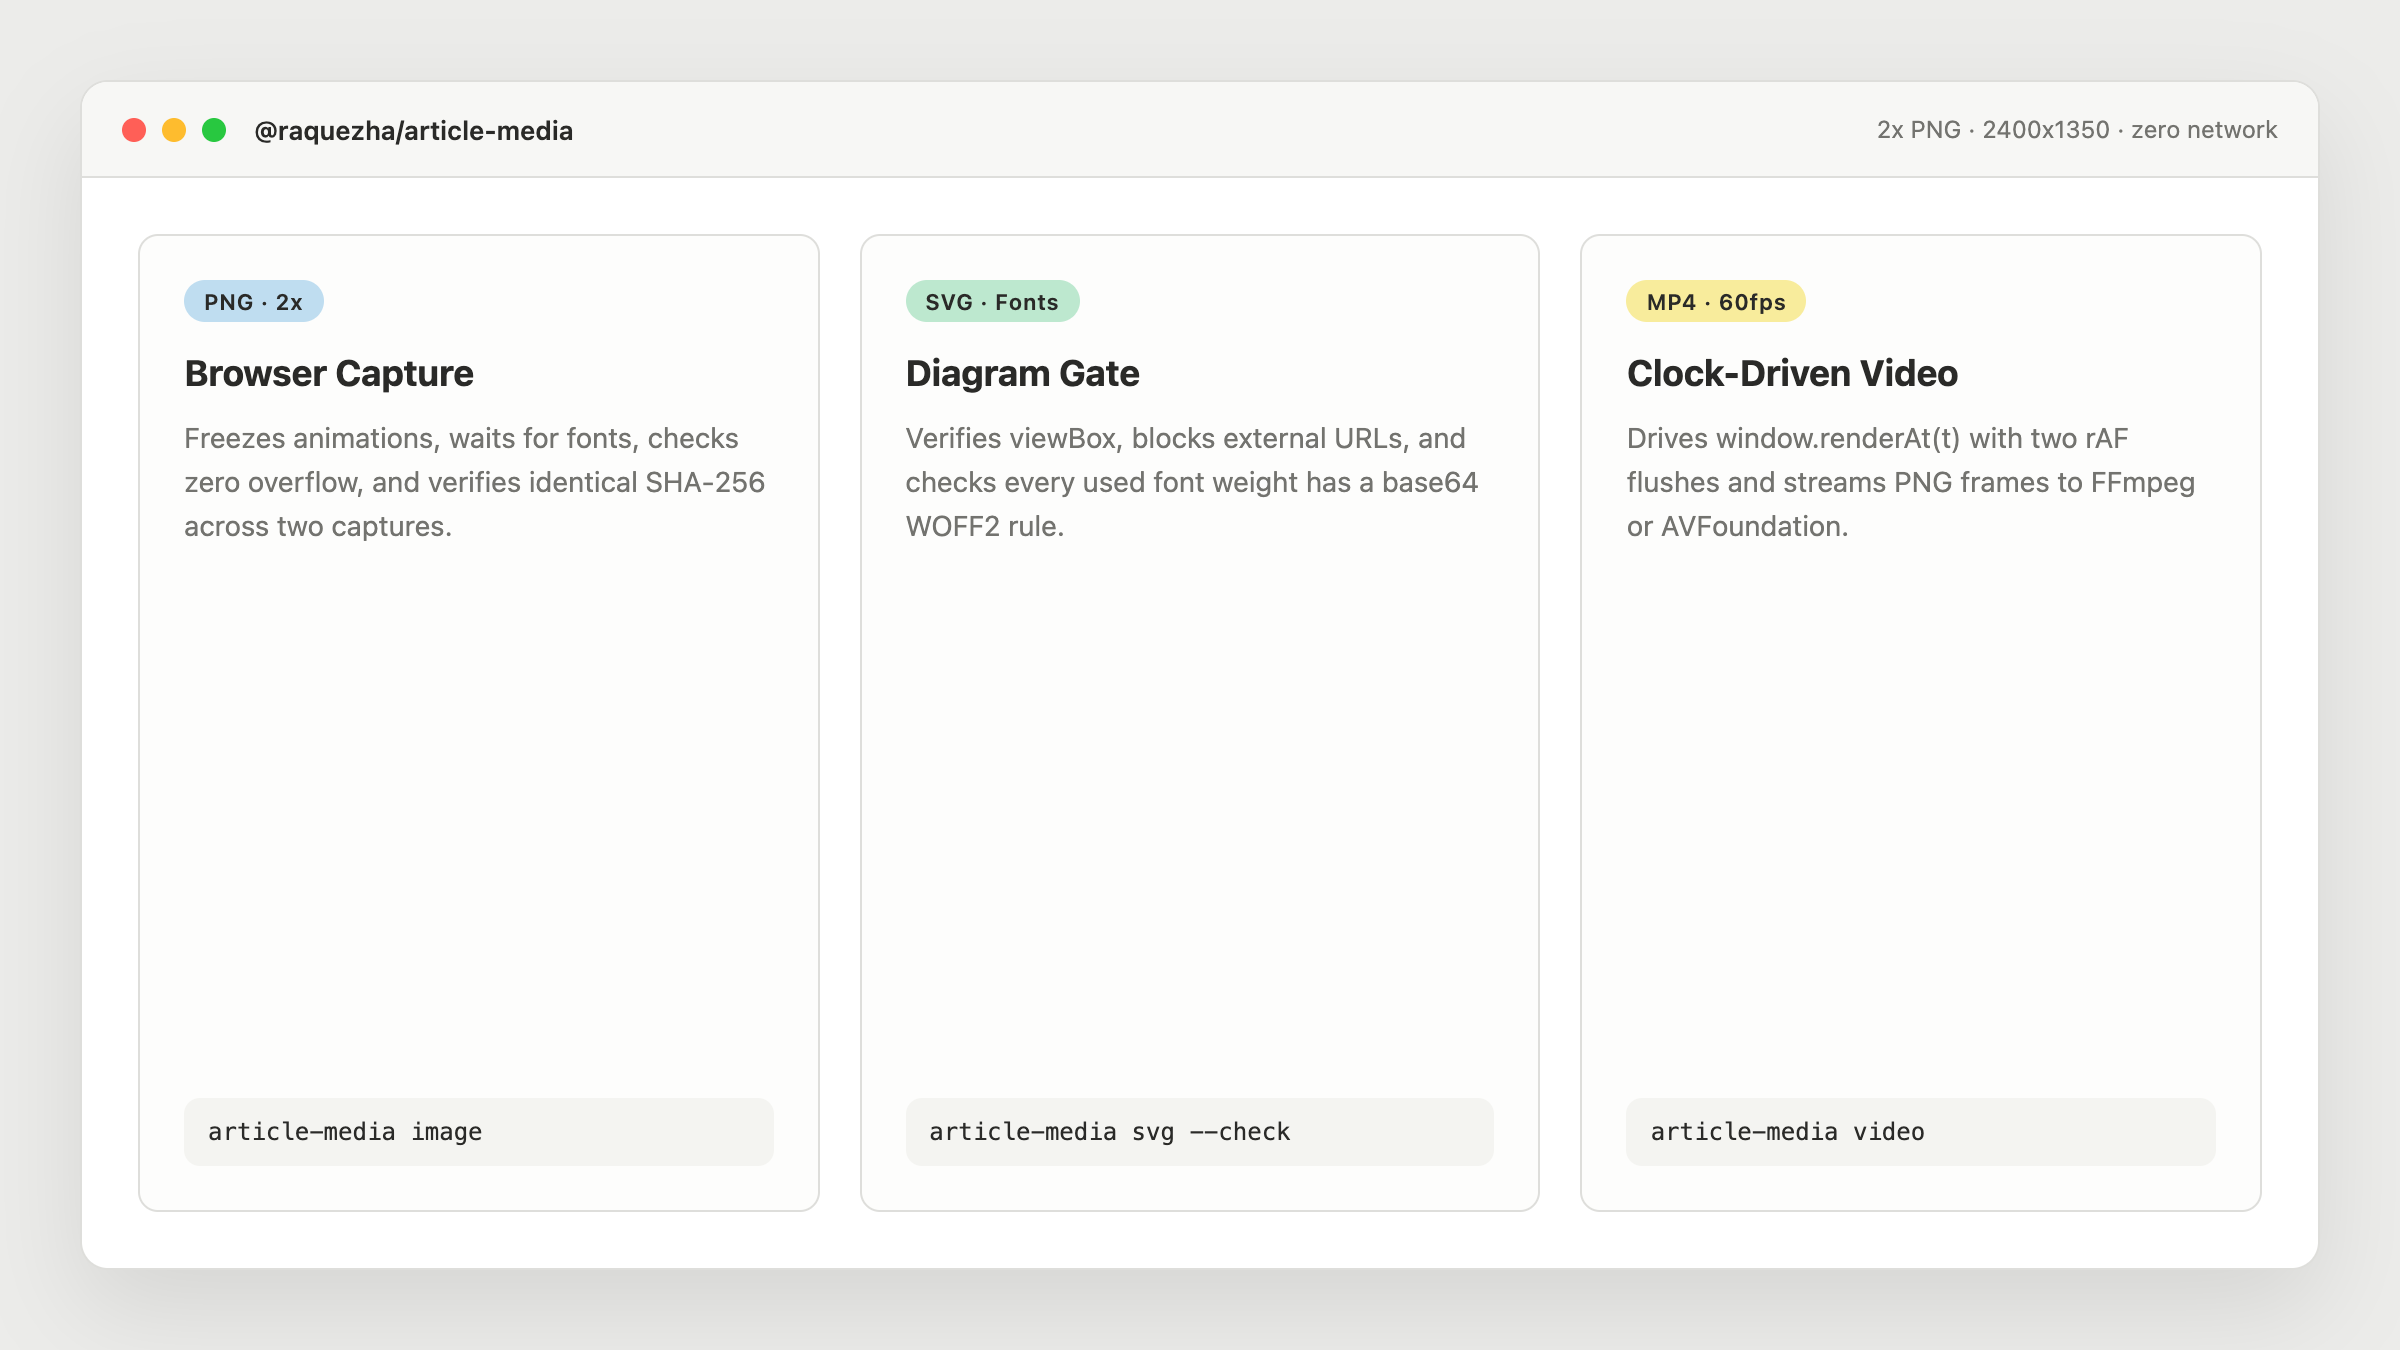 @raquezha/article-media
2x PNG · 2400x1350 · zero network
PNG · 2x
Browser Capture
Freezes animations, waits for fonts, checks
zero overflow, and verifies identical SHA-256
across two captures.
article-media image
SVG · Fonts
Diagram Gate
Verifies viewBox, blocks external URLs, and
checks every used font weight has a base64
WOFF2 rule.
article-media svg --check
MP4 · 60fps
Clock-Driven Video
Drives window.renderAt(t) with two rAF
flushes and streams PNG frames to FFmpeg
or AVFoundation.
article-media video